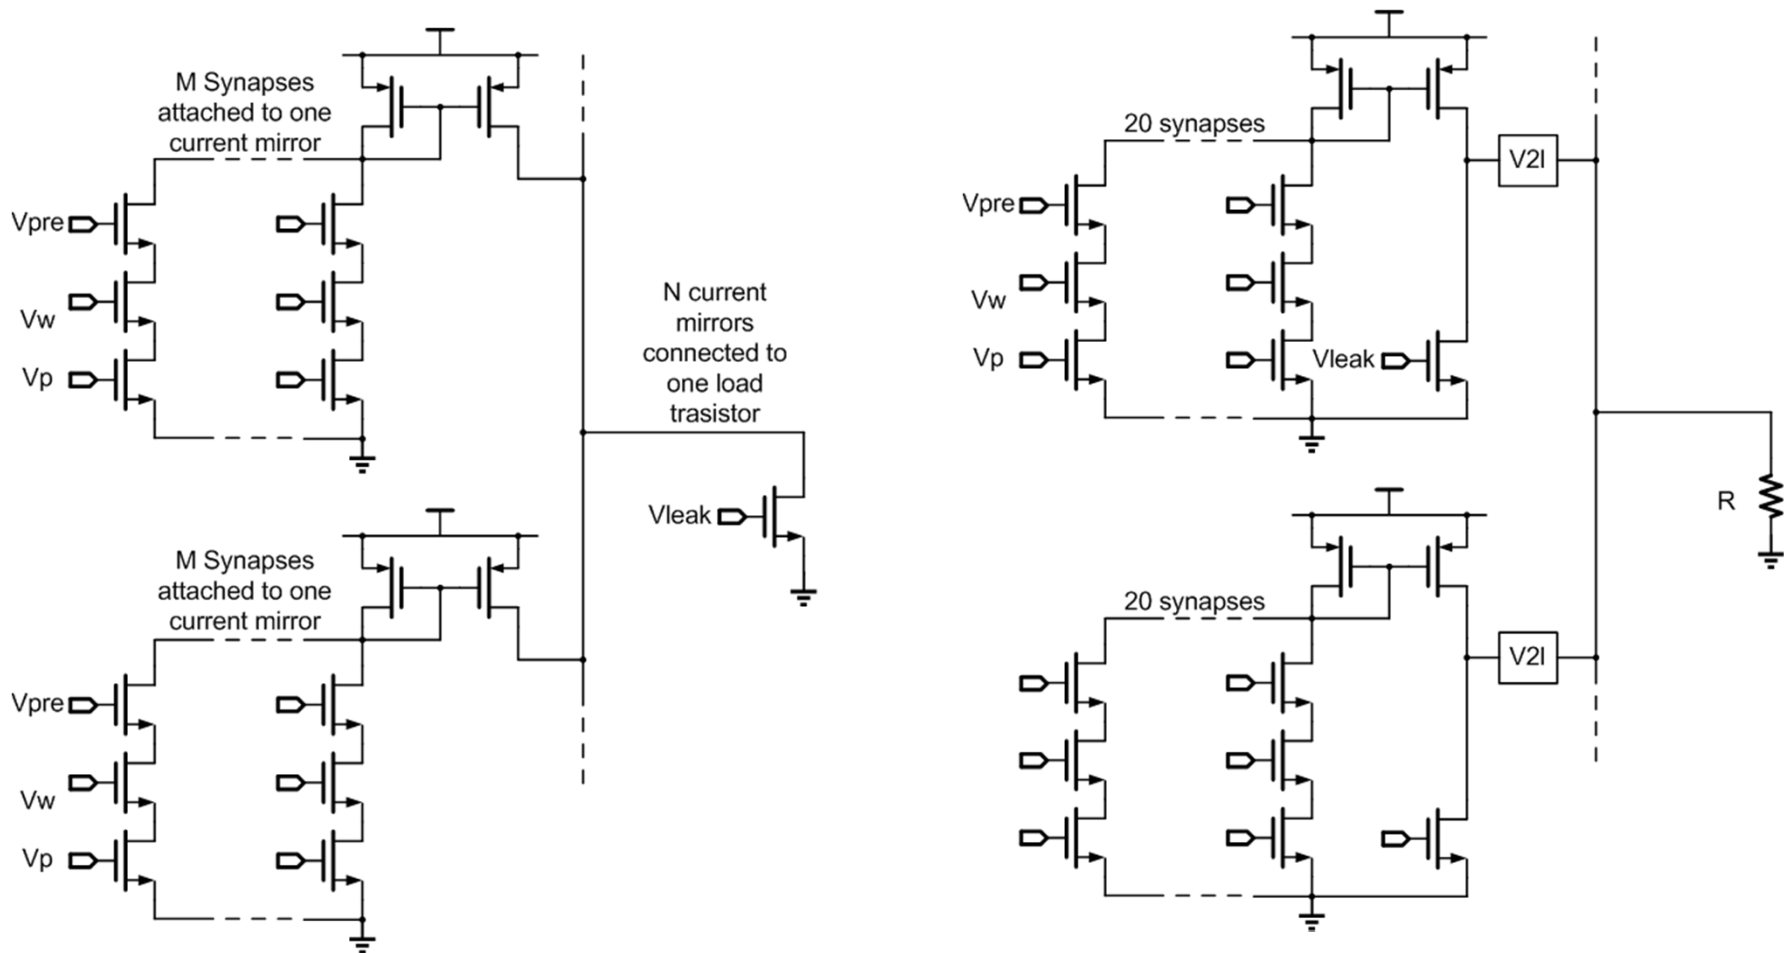 M Synapses
attached to one
current mirror
Vpre
Vw
Vp
N current
mirrors
connected to
one load
trasistor
Vleak
M Synapses
attached to one
current mirror
Vpre
Vw
Vp
20 synapses
Vpre
Vw
Vp
Vleak
V2I
R
20 synapses
V2I